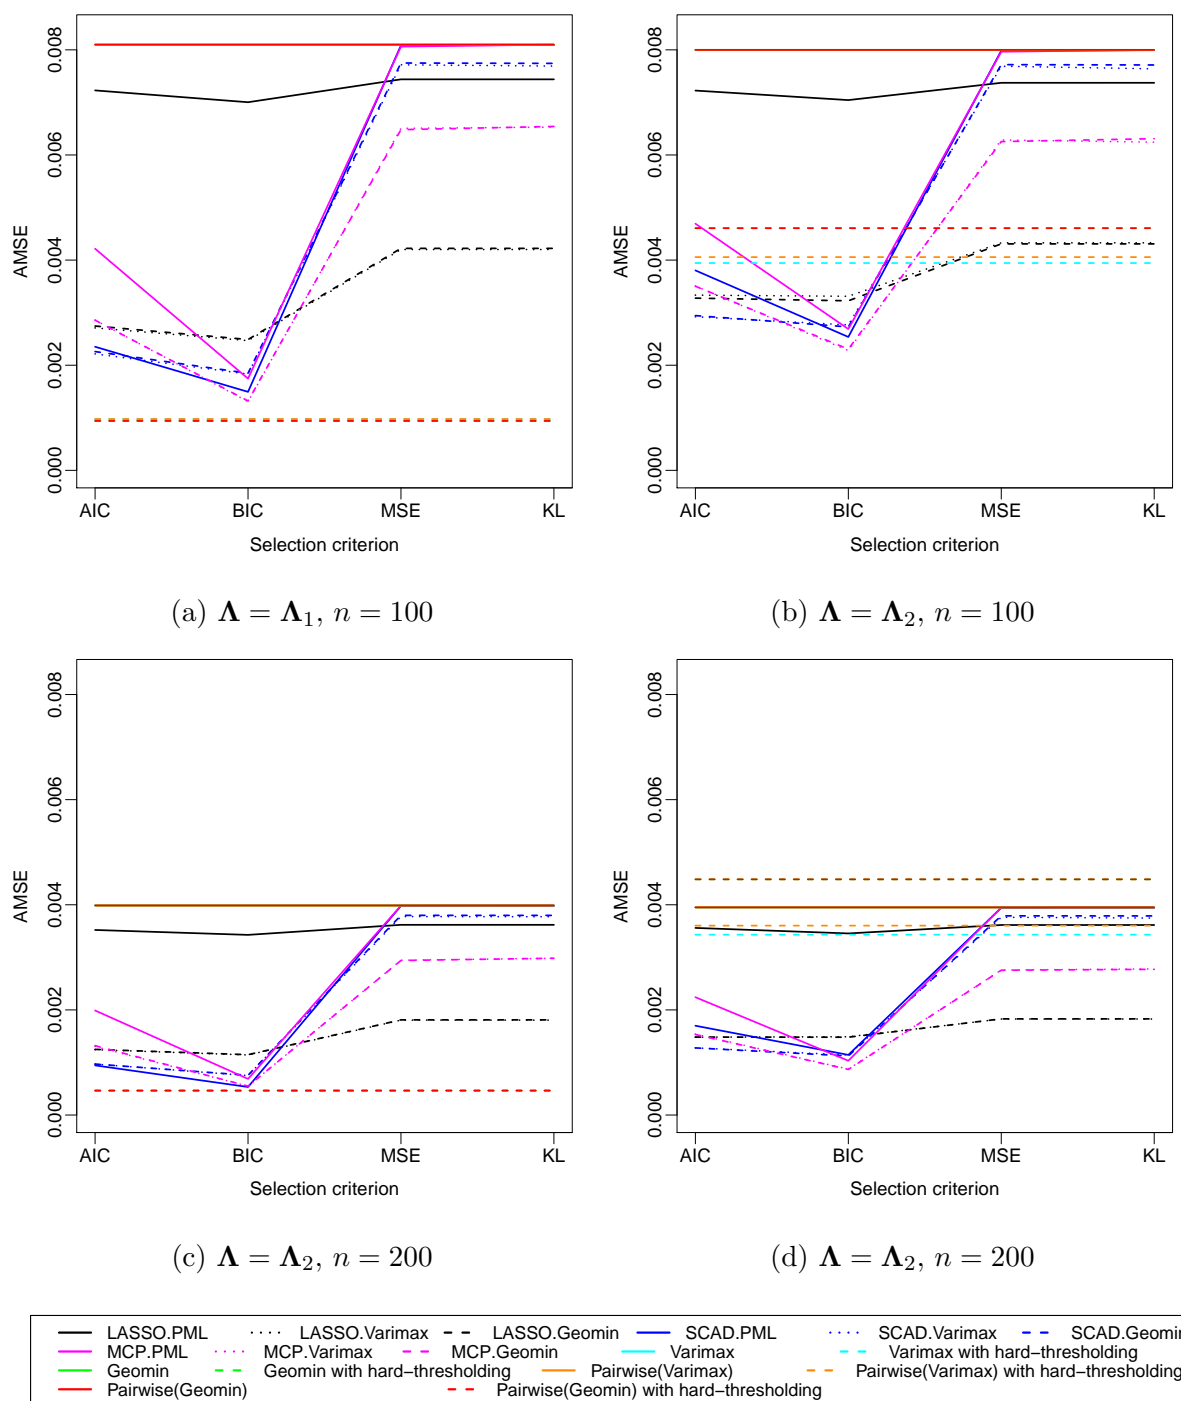 0.008
0.006
0.004
0.002
0.000
AMSE
AIC BIC MSE KL
Selection criterion
(a) Λ = Λ₁, n = 100
0.008
0.006
0.004
0.002
0.000
AMSE
AIC BIC MSE KL
Selection criterion
(b) Λ = Λ₂, n = 100
0.008
0.006
0.004
0.002
0.000
AMSE
AIC BIC MSE KL
Selection criterion
(c) Λ = Λ₂, n = 200
0.008
0.006
0.004
0.002
0.000
AMSE
AIC BIC MSE KL
Selection criterion
(d) Λ = Λ₂, n = 200
LASSO.PML LASSO.Varimax LASSO.Geomin SCAD.PML SCAD.Varimax SCAD.Geomin
MCP.PML MCP.Varimax MCP.Geomin Varimax Varimax with hard−thresholding
Geomin Geomin with hard−thresholding Pairwise(Varimax) Pairwise(Varimax) with hard−thresholding
Pairwise(Geomin) Pairwise(Geomin) with hard−thresholding